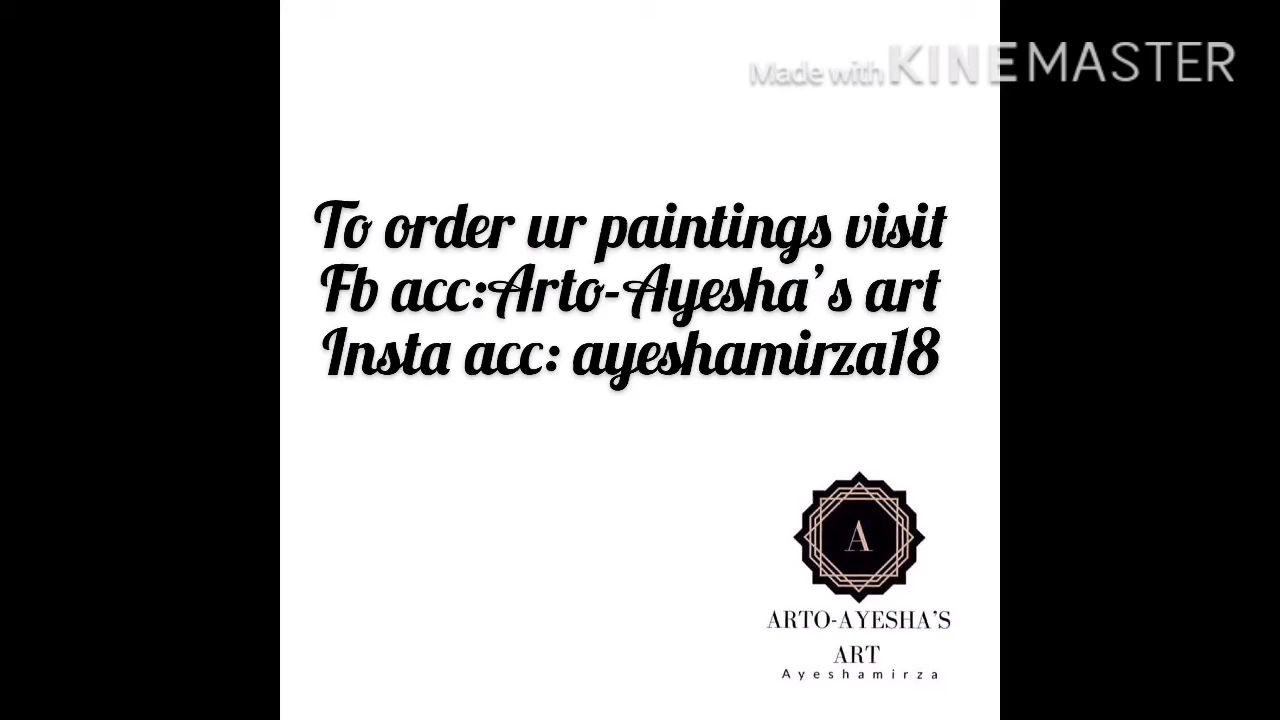 Made with KINEMASTER
To order ur paintings visit
Fb acc:Arto-Ayesha's art
Insta acc: ayeshamirza18
A
ARTO-AYESHA'S
ART
Ayeshamirza